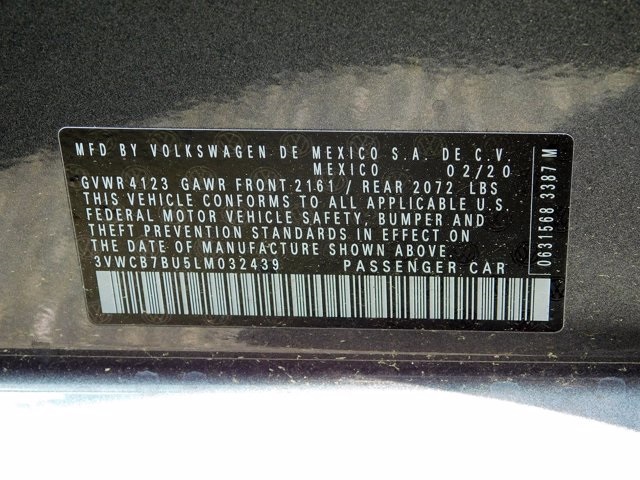 MFD BY VOLKSWAGEN DE MEXICO S.A. DE C.V.
MEXICO 02/20
GVWR 4123 GAWR FRONT 2161 / REAR 2072 LBS
THIS VEHICLE CONFORMS TO ALL APPLICABLE U.S.
FEDERAL MOTOR VEHICLE SAFETY, BUMPER AND
THEFT PREVENTION STANDARDS IN EFFECT ON
THE DATE OF MANUFACTURE SHOWN ABOVE.
3VWCB7BU5LM032439 PASSENGER CAR
0631568 3387 M